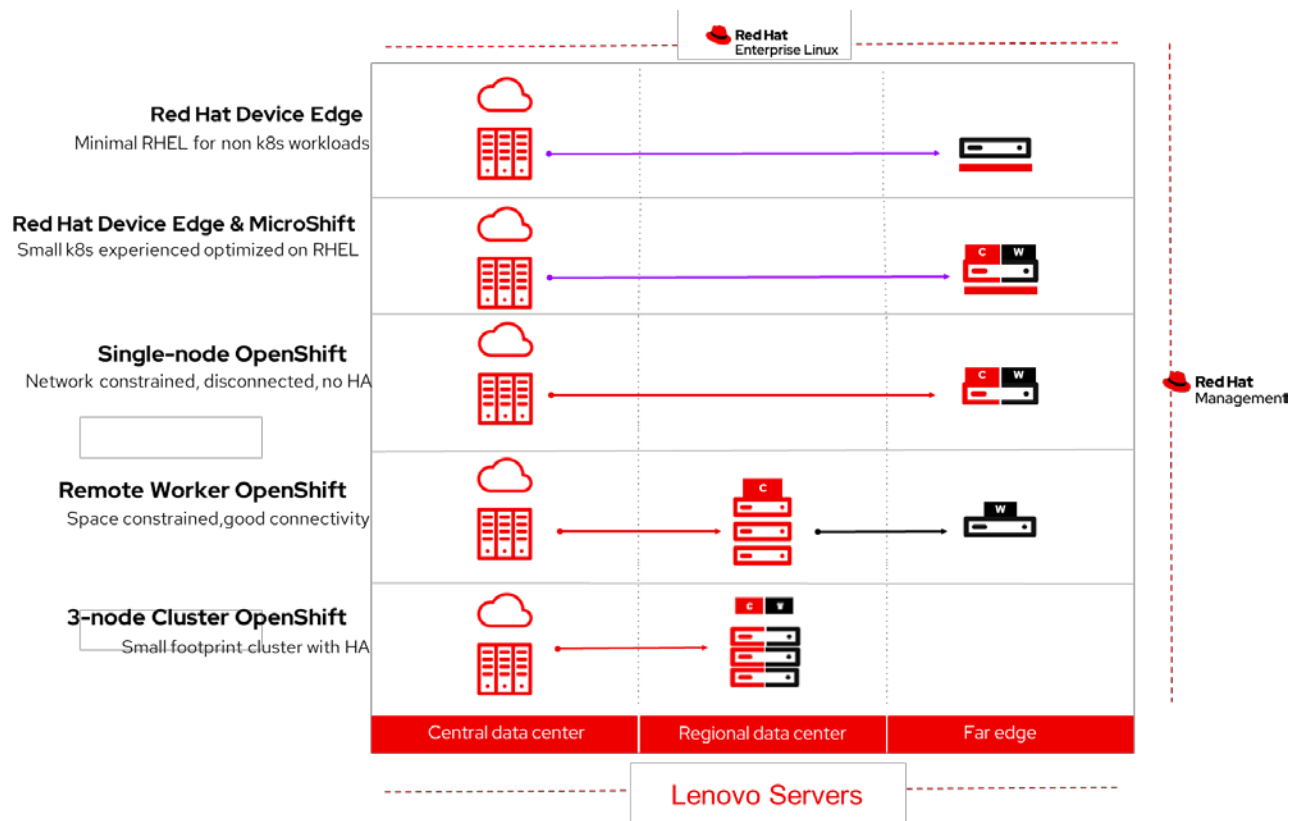 Red Hat
Enterprise Linux
Red Hat Device Edge
Minimal RHEL for non k8s workloads
Red Hat Device Edge & MicroShift
Small k8s experienced optimized on RHEL
C W
Single-node OpenShift
Network constrained, disconnected, no HA
C W
Red Hat
Management
Remote Worker OpenShift
Space constrained,good connectivity
C
W
3-node Cluster OpenShift
Small footprint cluster with HA
C
Central data center
Regional data center
Far edge
Lenovo Servers